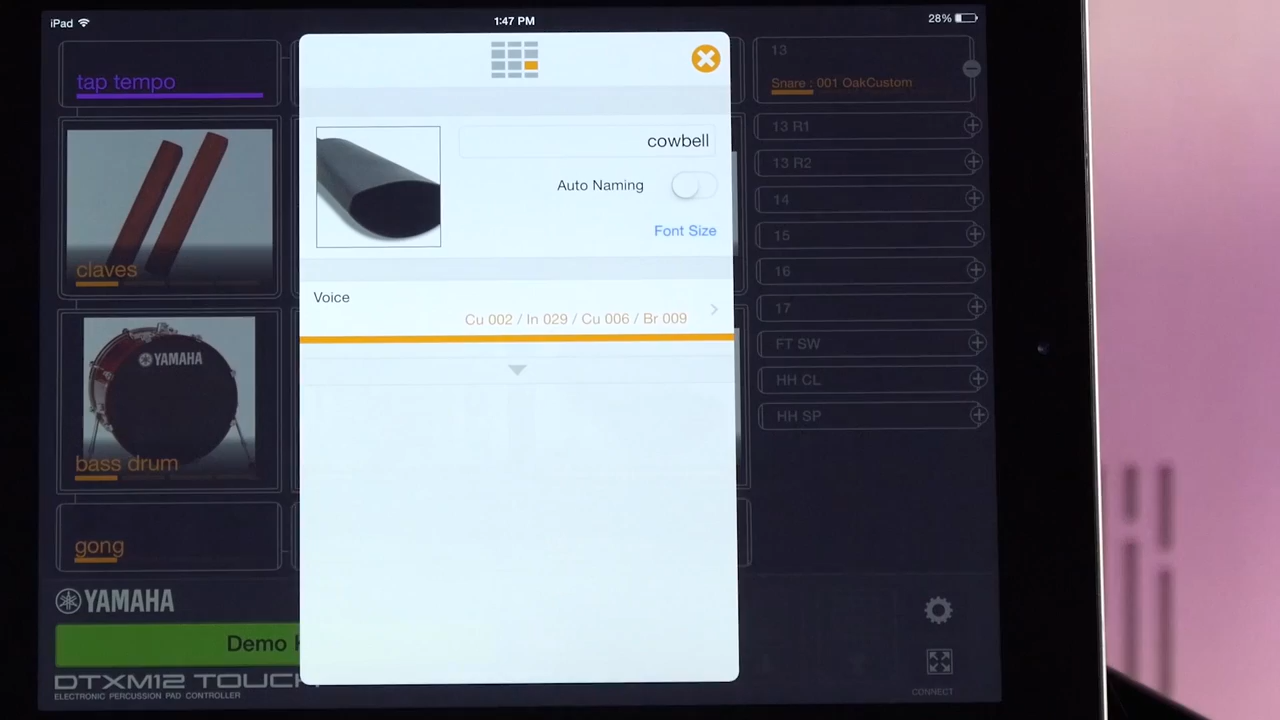 iPad
1:47 PM
28%
tap tempo
claves
YAMAHA
bass drum
gong
YAMAHA
Demo
DTXM12 TOUCH
ELECTRONIC PERCUSSION PAD CONTROLLER
cowbell
Auto Naming
Font Size
Voice
Cu 002 / In 029 / Cu 006 / Br 009
13
Snare : 001 OakCustom
13 R1
13 R2
14
15
16
17
FT SW
HH CL
HH SP
CONNECT